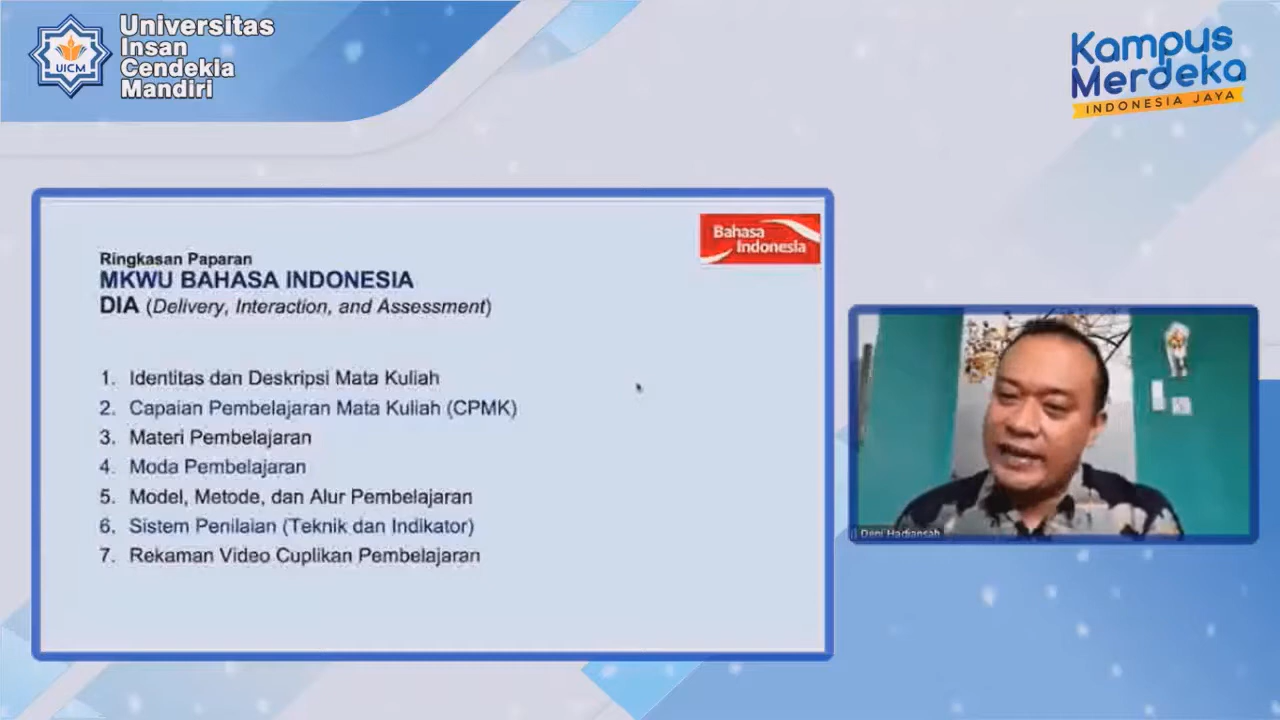 UICM
Universitas
Insan
Cendekia
Mandiri
Kampus
Merdeka
INDONESIA JAYA
Ringkasan Paparan
MKWU BAHASA INDONESIA
DIA (Delivery, Interaction, and Assessment)
Bahasa
Indonesia
1. Identitas dan Deskripsi Mata Kuliah
2. Capaian Pembelajaran Mata Kuliah (CPMK)
3. Materi Pembelajaran
4. Moda Pembelajaran
5. Model, Metode, dan Alur Pembelajaran
6. Sistem Penilaian (Teknik dan Indikator)
7. Rekaman Video Cuplikan Pembelajaran
Deni Hadiansah